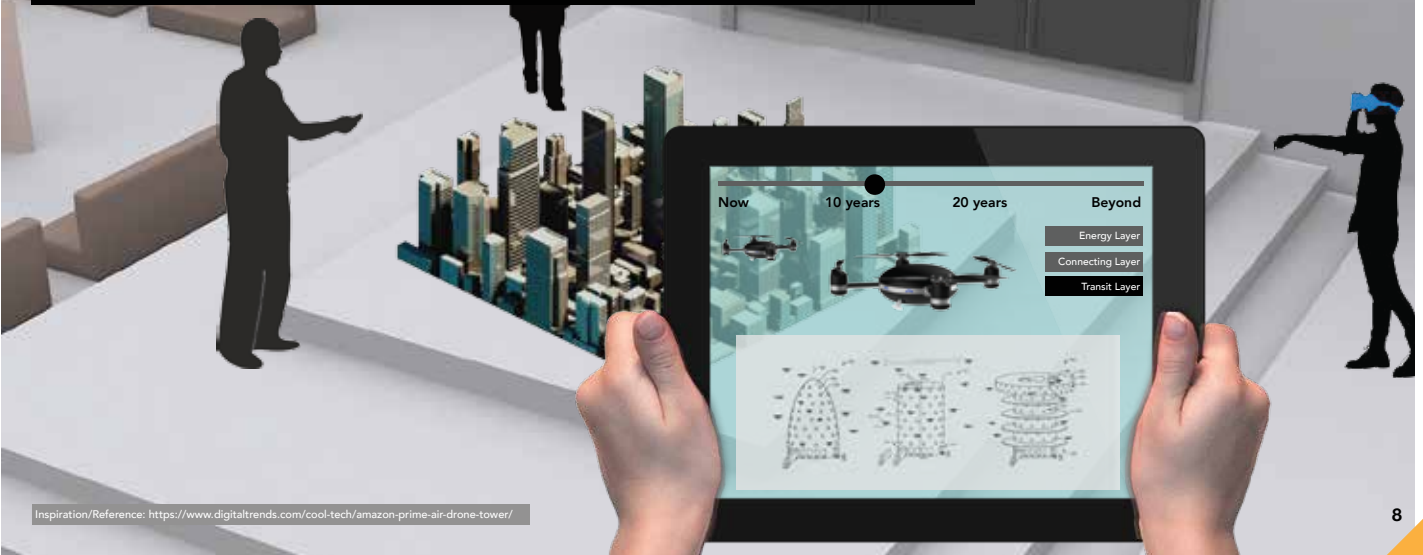 Now 10 years 20 years Beyond
Energy Layer
Connecting Layer
Transit Layer
Inspiration/Reference: https://www.digitaltrends.com/cool-tech/amazon-prime-air-drone-tower/
8